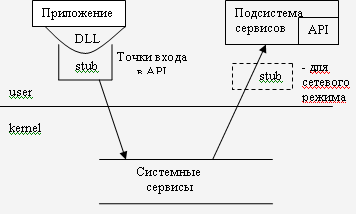 Приложение
DLL
stub
Точки входа
в API
Подсистема
сервисов
API
stub
- для
сетевого
режима
user
kernel
Системные
сервисы